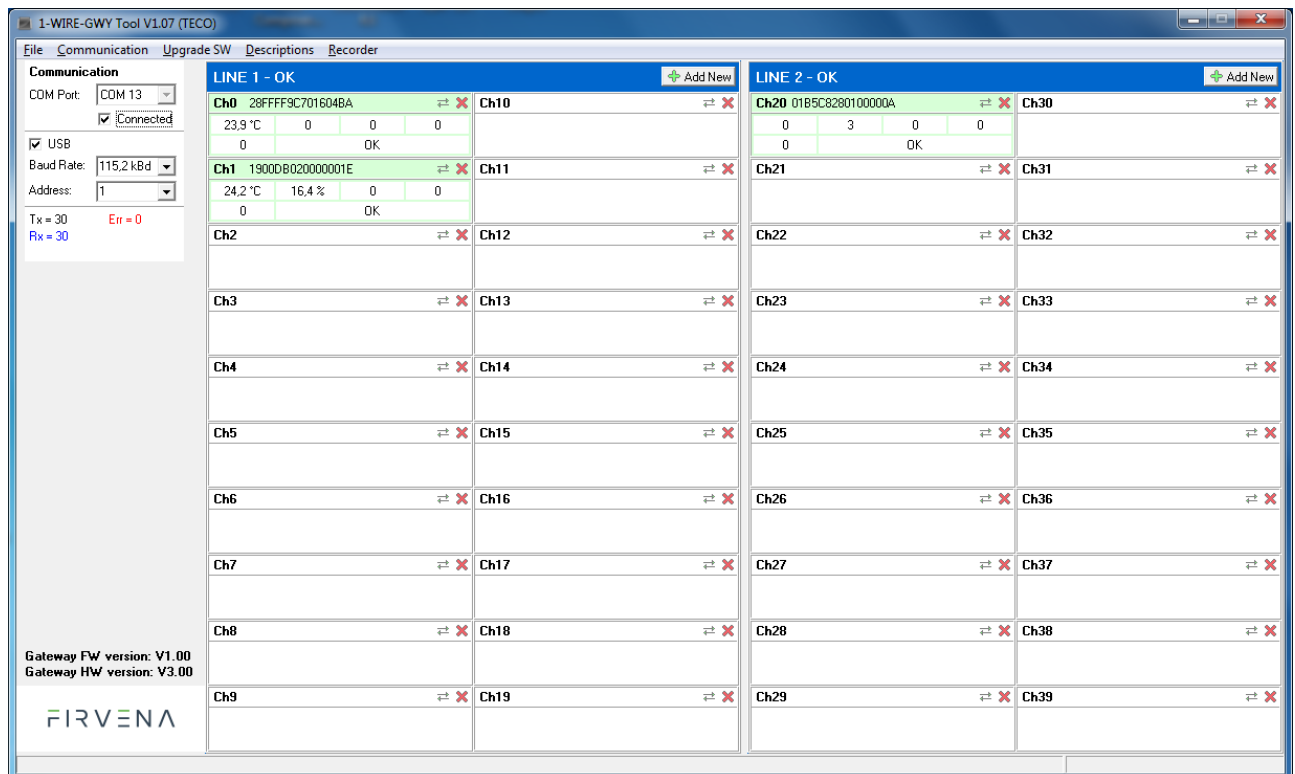 1-WIRE-GWY Tool V1.07 (TECO)
File Communication Upgrade SW Descriptions Recorder
Communication
COM Port: COM 13
Connected
USB
Baud Rate: 115,2 kBd
Address: 1
Tx = 30 Err = 0
Rx = 30
Gateway FW version: V1.00
Gateway HW version: V3.00
FIRVENA
LINE 1 - OK Add New
Ch0 28FFFF9C701604BA
23,9 °C 0 0 0
0 OK
Ch1 1900DB020000001E
24,2 °C 16,4 % 0 0
0 OK
Ch2
Ch3
Ch4
Ch5
Ch6
Ch7
Ch8
Ch9
Ch10
Ch11
Ch12
Ch13
Ch14
Ch15
Ch16
Ch17
Ch18
Ch19
LINE 2 - OK Add New
Ch20 01B5C8280100000A
0 3 0 0
0 OK
Ch21
Ch22
Ch23
Ch24
Ch25
Ch26
Ch27
Ch28
Ch29
Ch30
Ch31
Ch32
Ch33
Ch34
Ch35
Ch36
Ch37
Ch38
Ch39